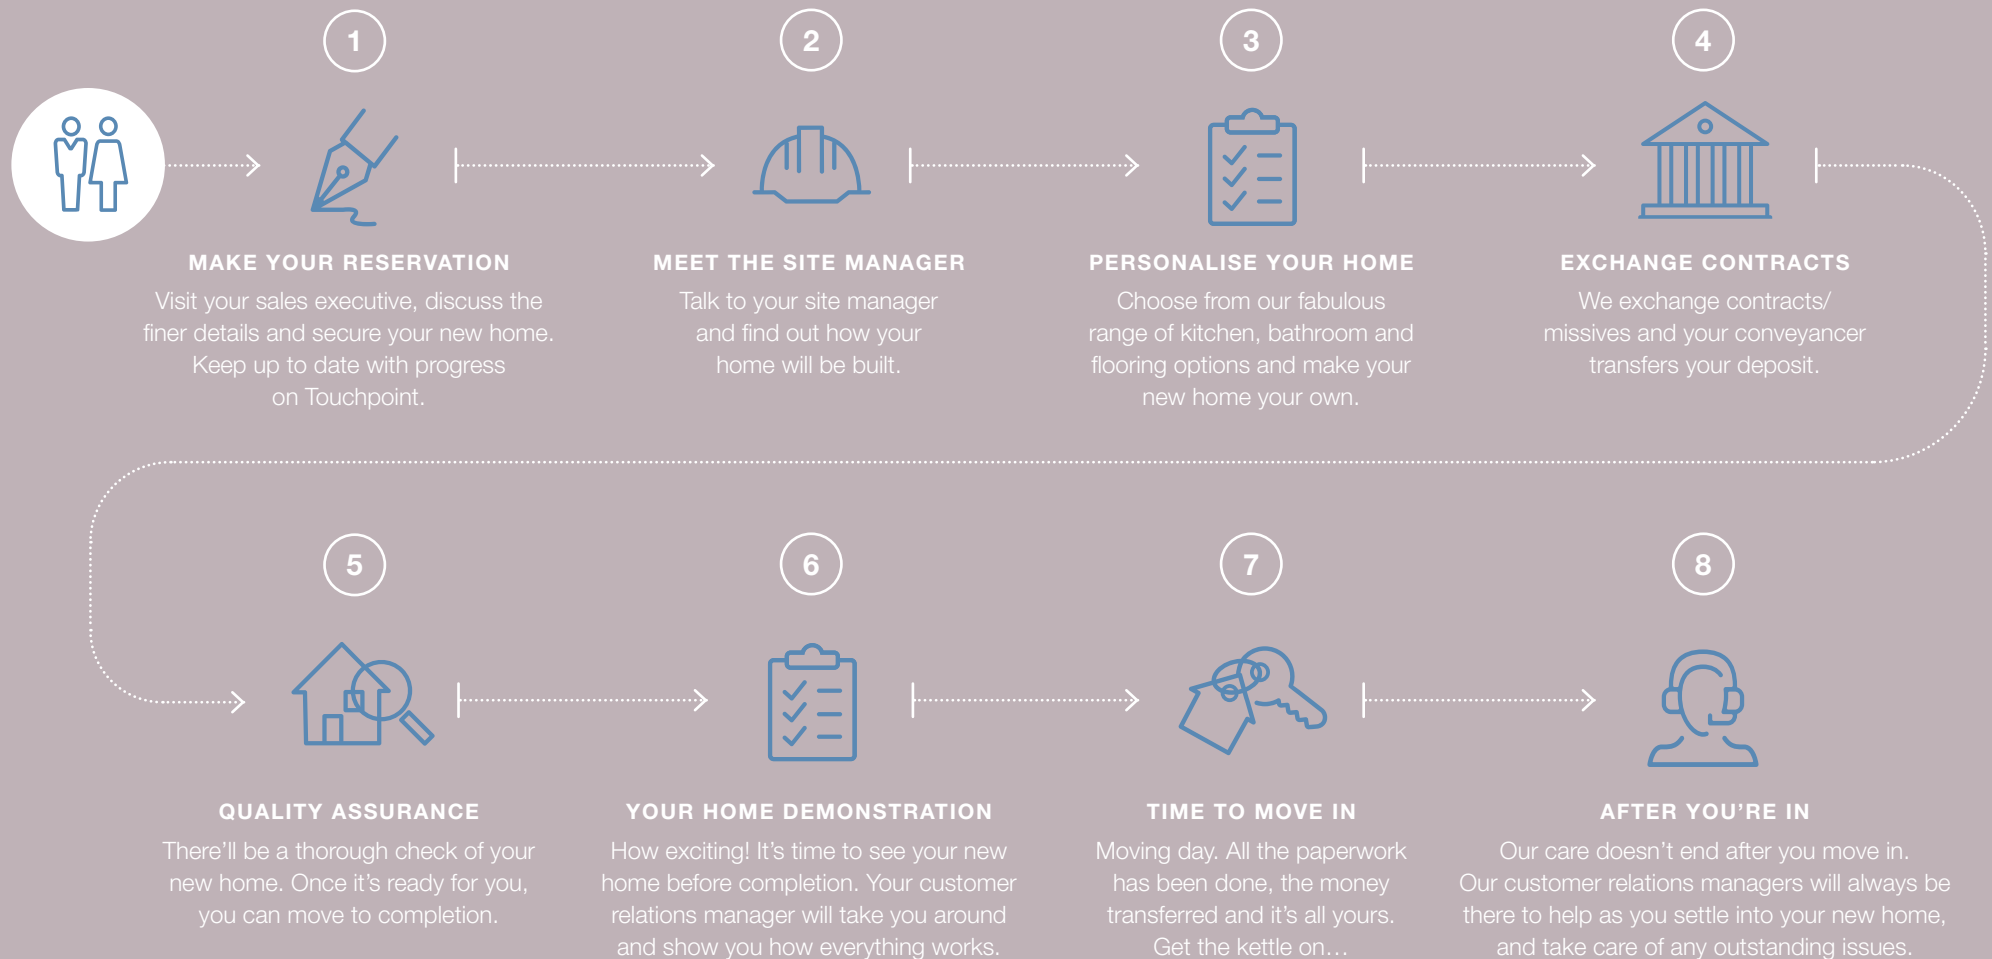 1
MAKE YOUR RESERVATION
Visit your sales executive, discuss the
finer details and secure your new home.
Keep up to date with progress
on Touchpoint.
2
MEET THE SITE MANAGER
Talk to your site manager
and find out how your
home will be built.
3
PERSONALISE YOUR HOME
Choose from our fabulous
range of kitchen, bathroom and
flooring options and make your
new home your own.
4
EXCHANGE CONTRACTS
We exchange contracts/
missives and your conveyancer
transfers your deposit.
5
QUALITY ASSURANCE
There’ll be a thorough check of your
new home. Once it’s ready for you,
you can move to completion.
6
YOUR HOME DEMONSTRATION
How exciting! It’s time to see your new
home before completion. Your customer
relations manager will take you around
and show you how everything works.
7
TIME TO MOVE IN
Moving day. All the paperwork
has been done, the money
transferred and it’s all yours.
Get the kettle on…
8
AFTER YOU’RE IN
Our care doesn’t end after you move in.
Our customer relations managers will always be
there to help as you settle into your new home,
and take care of any outstanding issues.